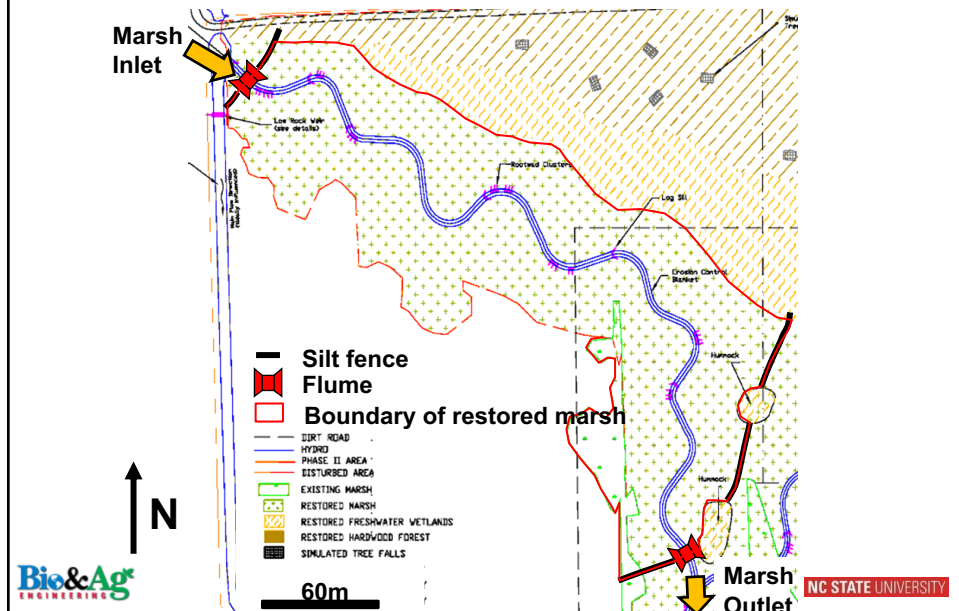 Marsh
Inlet
Low Rock Weir
(see details)
Rootwad Clusters
Log Sill
Erosion Control
Blanket
Hummock
Hummock
Silt fence
Flume
Boundary of restored marsh
DIRT ROAD
HYDRO
PHASE II AREA
DISTURBED AREA
EXISTING MARSH
RESTORED MARSH
RESTORED FRESHWATER WETLANDS
RESTORED HARDWOOD FOREST
SIMULATED TREE FALLS
N
60m
Marsh
Outlet
Bio&Ag
ENGINEERING
NC STATE UNIVERSITY